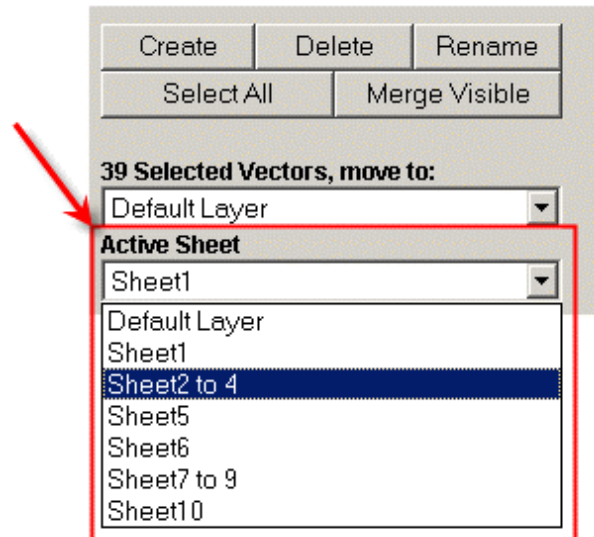 Create Delete Rename
Select All Merge Visible
39 Selected Vectors, move to:
Default Layer
Active Sheet
Sheet1
Default Layer
Sheet1
Sheet2 to 4
Sheet5
Sheet6
Sheet7 to 9
Sheet10